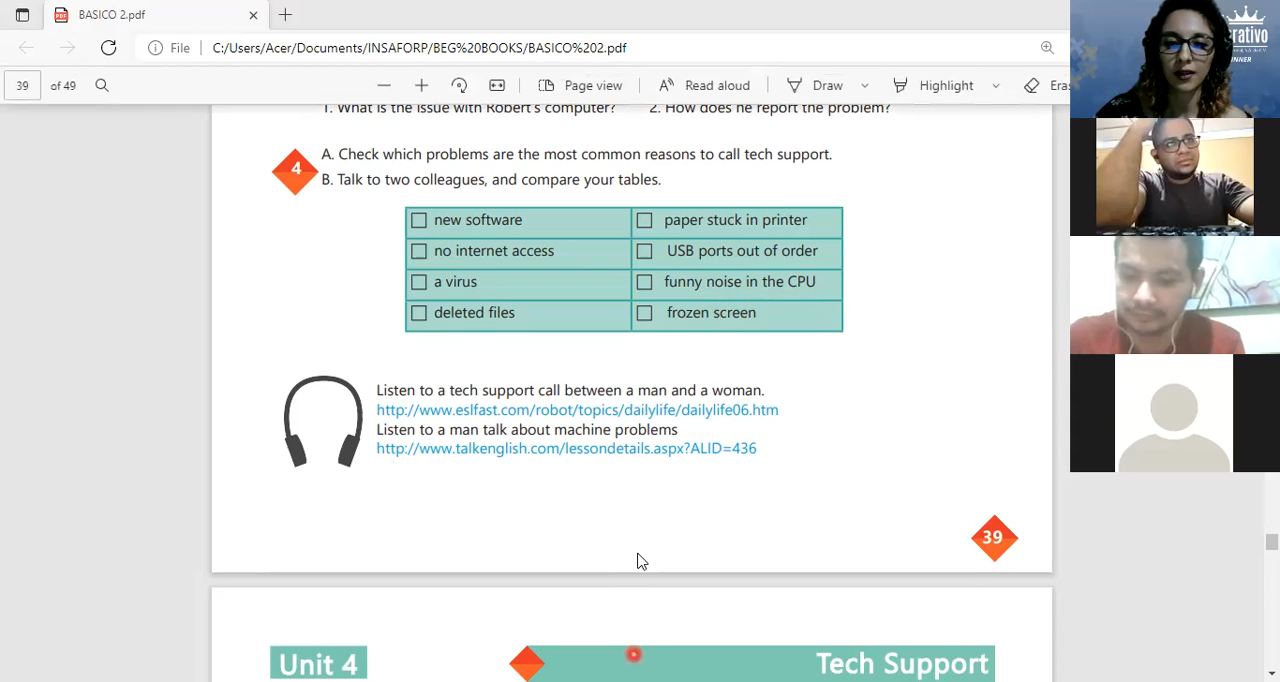 BASICO 2.pdf
File C:/Users/Acer/Documents/INSAFORP/BEG%20BOOKS/BASICO%202.pdf
39 of 49 Page view Read aloud Draw Highlight Eras
1. What is the issue with Robert's computer? 2. How does he report the problem?
4
A. Check which problems are the most common reasons to call tech support.
B. Talk to two colleagues, and compare your tables.
new software paper stuck in printer
no internet access USB ports out of order
a virus funny noise in the CPU
deleted files frozen screen
Listen to a tech support call between a man and a woman.
http://www.eslfast.com/robot/topics/dailylife/dailylife06.htm
Listen to a man talk about machine problems
http://www.talkenglish.com/lessondetails.aspx?ALID=436
39
Unit 4 Tech Support
rativo
NNER